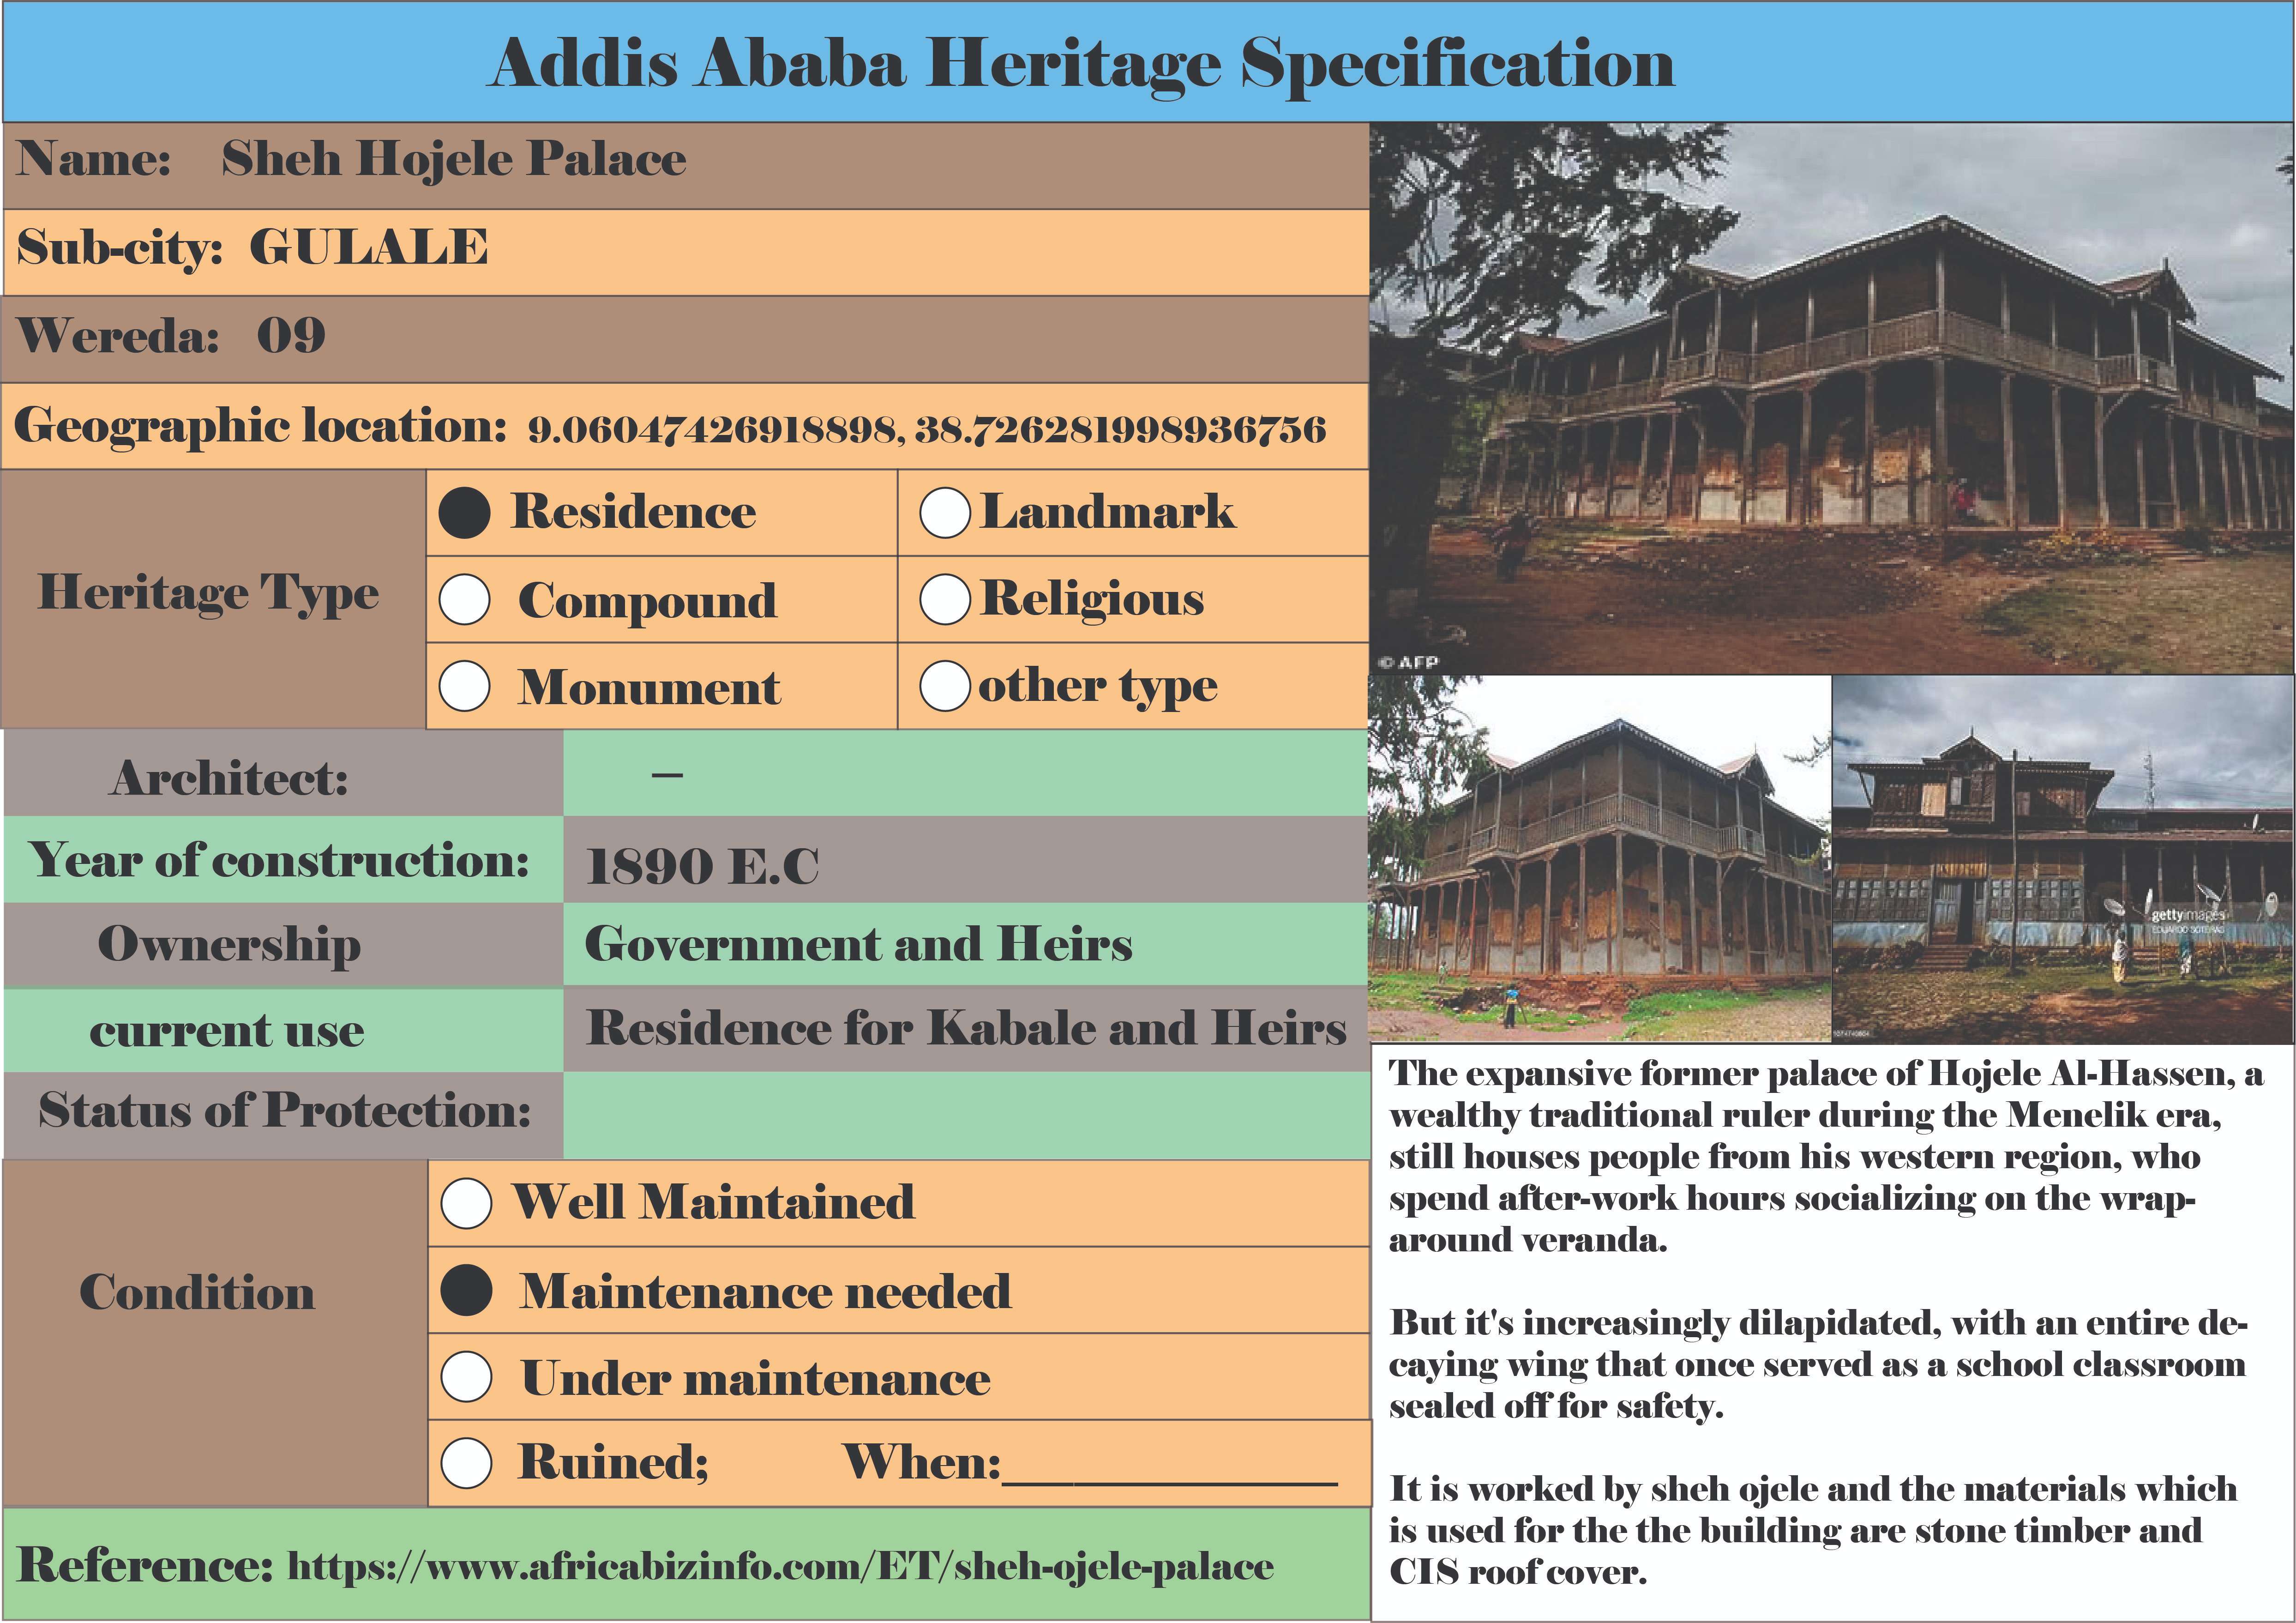 Addis Ababa Heritage Specification
Name: Sheh Hojele Palace
Sub-city: GULALE
Wereda: 09
Geographic location: 9.06047426918898, 38.726281998936756
Heritage Type
Residence
Landmark
Compound
Religious
Monument
other type
Architect: –
Year of construction: 1890 E.C
Ownership Government and Heirs
current use Residence for Kabale and Heirs
Status of Protection:
Condition
Well Maintained
Maintenance needed
Under maintenance
Ruined; When:_______________
Reference: https://www.africabizinfo.com/ET/sheh-ojele-palace
© AFP
gettyimages
EDUARDO SOTERAS
The expansive former palace of Hojele Al-Hassen, a
wealthy traditional ruler during the Menelik era,
still houses people from his western region, who
spend after-work hours socializing on the wrap-
around veranda.
But it's increasingly dilapidated, with an entire de-
caying wing that once served as a school classroom
sealed off for safety.
It is worked by sheh ojele and the materials which
is used for the the building are stone timber and
CIS roof cover.